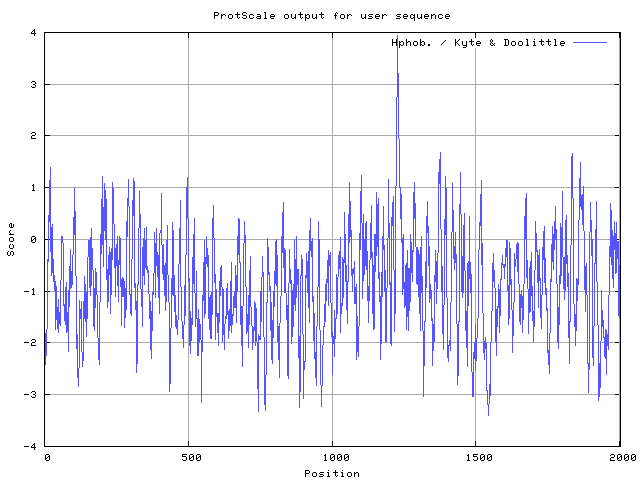 ProtScale output for user sequence
Hphob. / Kyte & Doolittle
4
3
2
1
0
-1
-2
-3
-4
Score
0 500 1000 1500 2000
Position